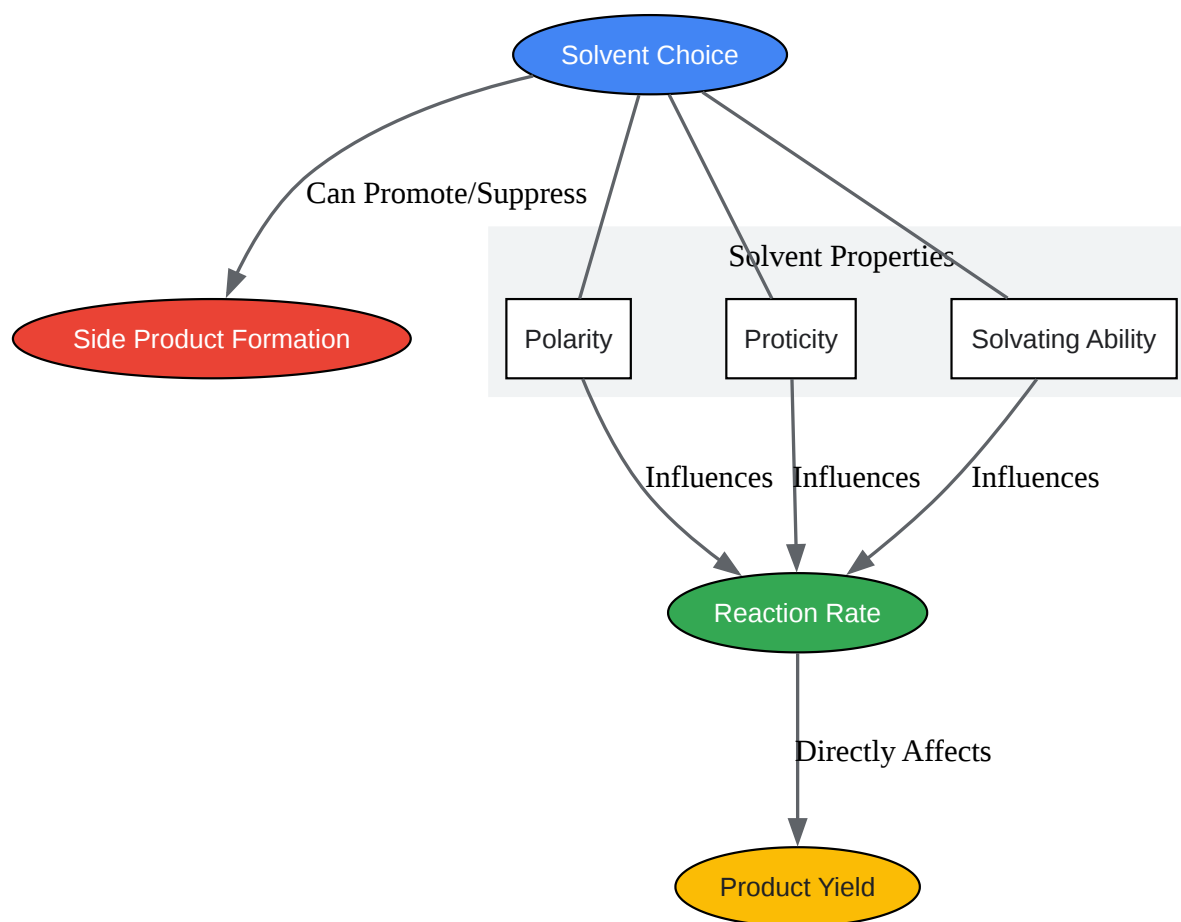 Solvent Choice
Can Promote/Suppress
Solvent Properties
Side Product Formation
Polarity
Proticity
Solvating Ability
Influences
Influences
Influences
Reaction Rate
Directly Affects
Product Yield